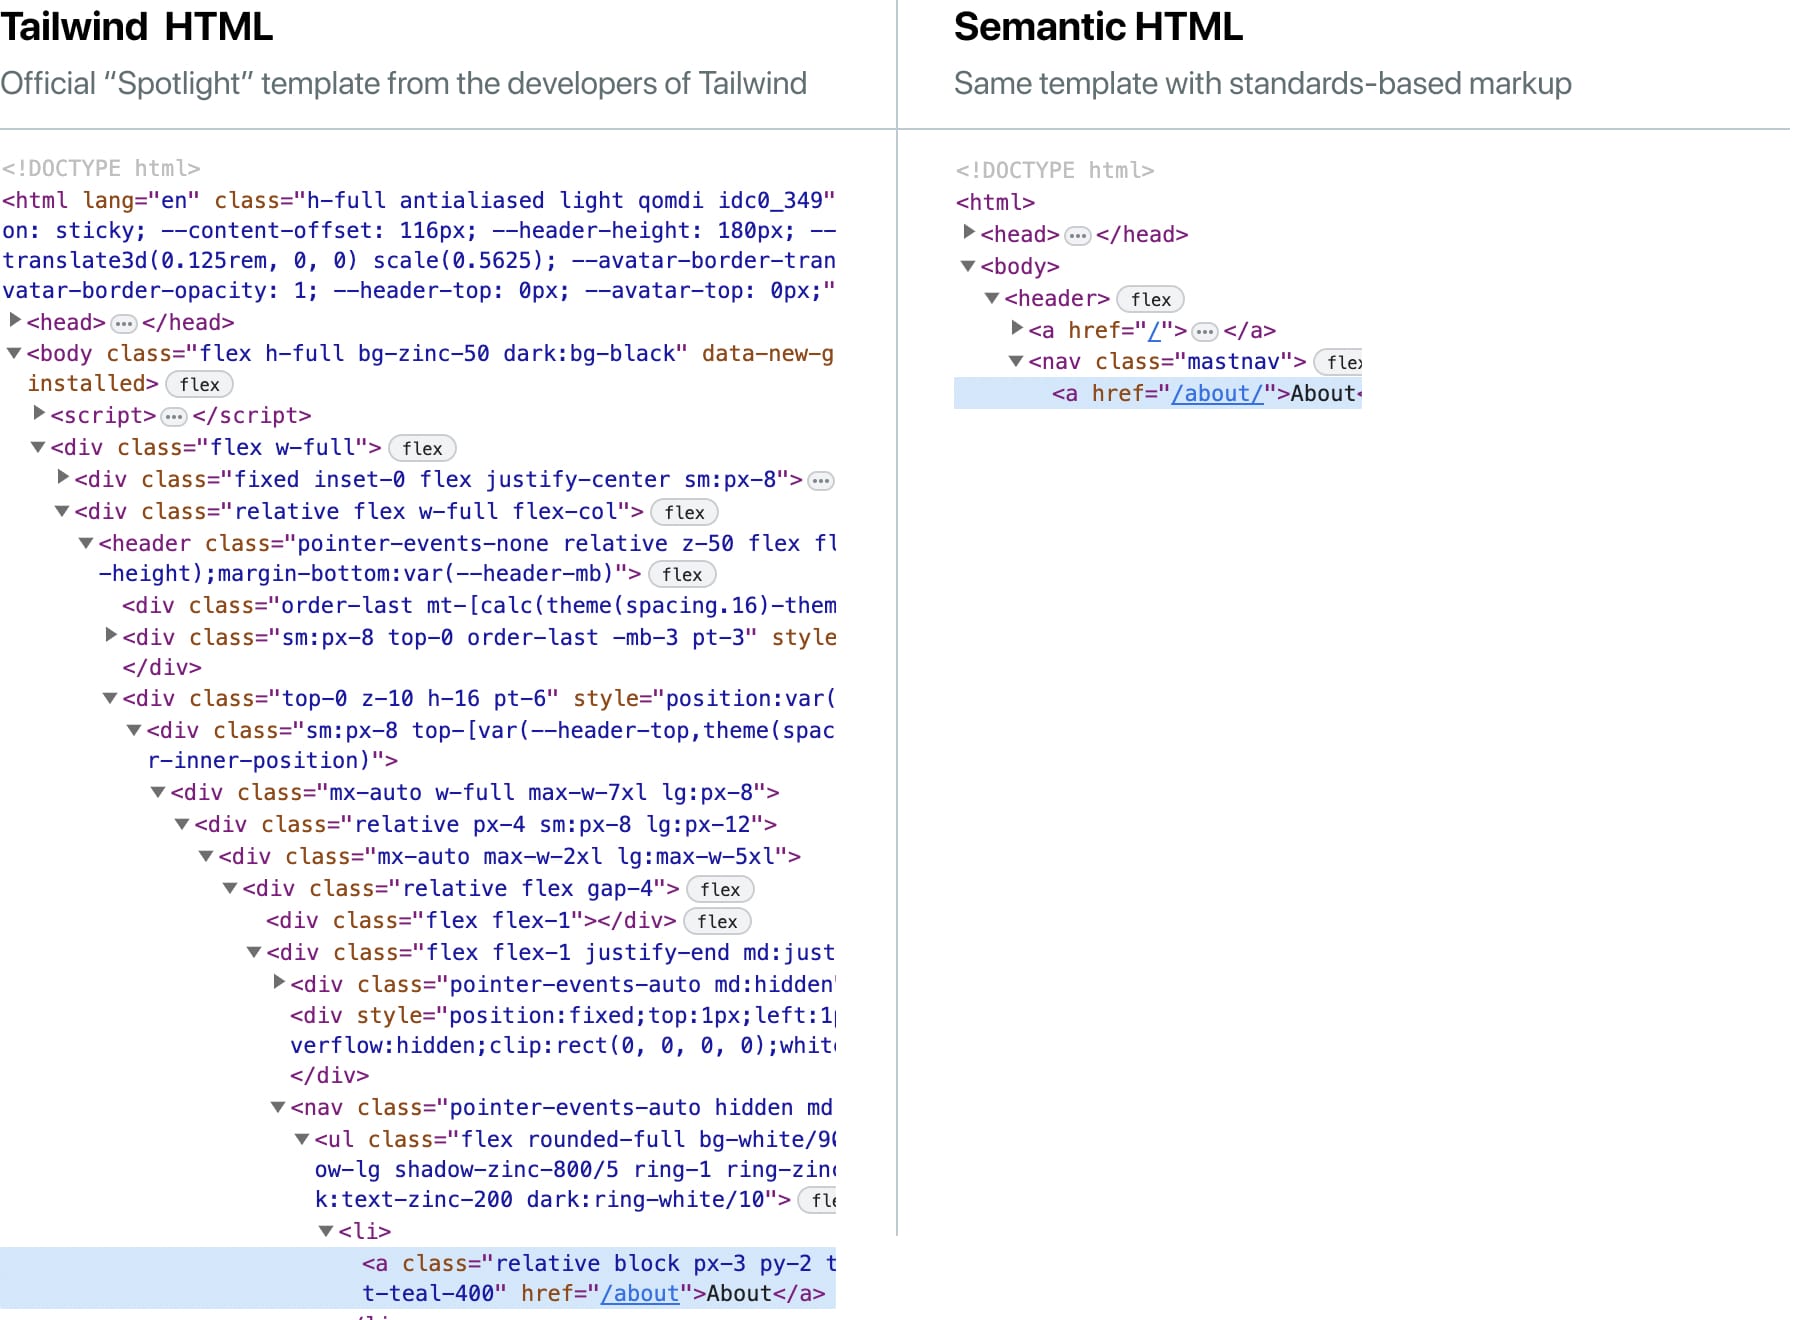 Tailwind HTML
Official “Spotlight” template from the developers of Tailwind
<!DOCTYPE html>
<html lang="en" class="h-full antialiased light qomdi idc0_349"
on: sticky; --content-offset: 116px; --header-height: 180px; --
translate3d(0.125rem, 0, 0) scale(0.5625); --avatar-border-tran
vatar-border-opacity: 1; --header-top: 0px; --avatar-top: 0px;"
<head> ••• </head>
<body class="flex h-full bg-zinc-50 dark:bg-black" data-new-g
installed> flex
<script> ••• </script>
<div class="flex w-full"> flex
<div class="fixed inset-0 flex justify-center sm:px-8"> •••
<div class="relative flex w-full flex-col"> flex
<header class="pointer-events-none relative z-50 flex fl
-height);margin-bottom:var(--header-mb)"> flex
<div class="order-last mt-[calc(theme(spacing.16)-them
<div class="sm:px-8 top-0 order-last -mb-3 pt-3" style
</div>
<div class="top-0 z-10 h-16 pt-6" style="position:var(
<div class="sm:px-8 top-[var(--header-top,theme(spac
r-inner-position)">
<div class="mx-auto w-full max-w-7xl lg:px-8">
<div class="relative px-4 sm:px-8 lg:px-12">
<div class="mx-auto max-w-2xl lg:max-w-5xl">
<div class="relative flex gap-4"> flex
<div class="flex flex-1"></div> flex
<div class="flex flex-1 justify-end md:just
<div class="pointer-events-auto md:hidden"
<div style="position:fixed;top:1px;left:1p
verflow:hidden;clip:rect(0, 0, 0, 0);white
</div>
<nav class="pointer-events-auto hidden md
<ul class="flex rounded-full bg-white/90
ow-lg shadow-zinc-800/5 ring-1 ring-zinc
k:text-zinc-200 dark:ring-white/10"> fle
<li>
<a class="relative block px-3 py-2 t
t-teal-400" href="/about">About</a>
Semantic HTML
Same template with standards-based markup
<!DOCTYPE html>
<html>
<head> ••• </head>
<body>
<header> flex
<a href="/"> ••• </a>
<nav class="mastnav"> flex
<a href="/about/">About<